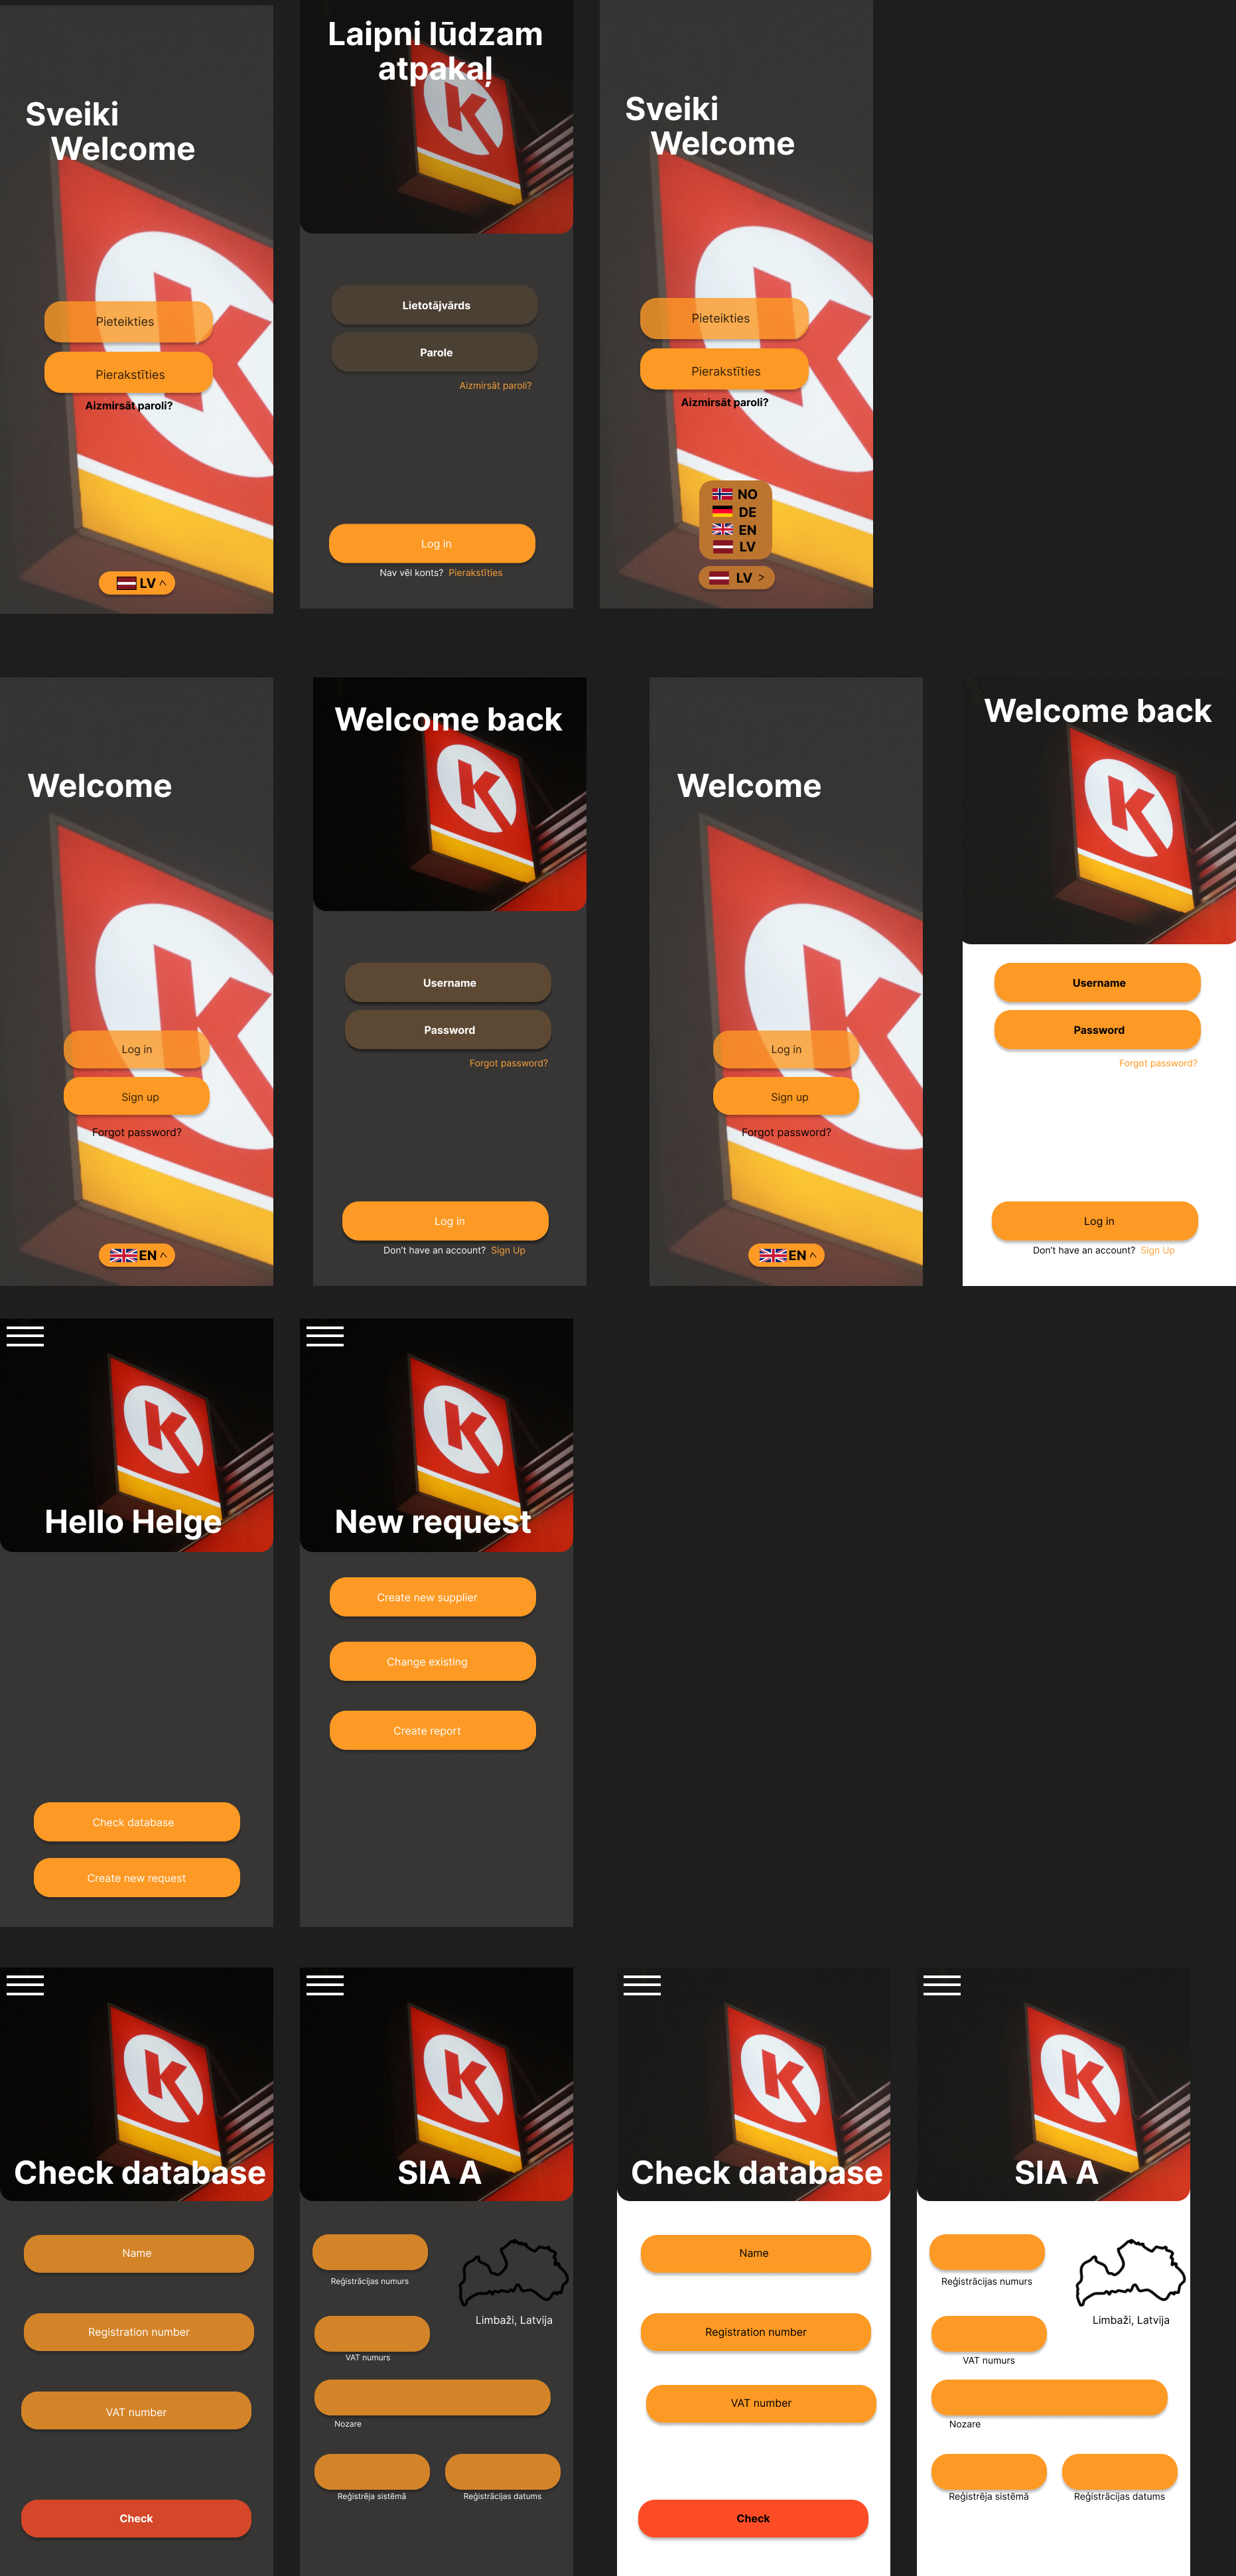 Sveiki
Welcome
Pieteikties
Pierakstīties
Aizmirsāt paroli?
LV
Laipni lūdzam
atpakaļ
Lietotājvārds
Parole
Aizmirsāt paroli?
Log in
Nav vēl konts? Pierakstīties
Sveiki
Welcome
Pieteikties
Pierakstīties
Aizmirsāt paroli?
NO
DE
EN
LV
LV >
Welcome
Log in
Sign up
Forgot password?
EN
Welcome back
Username
Password
Forgot password?
Log in
Don't have an account? Sign Up
Welcome
Log in
Sign up
Forgot password?
EN
Welcome back
Username
Password
Forgot password?
Log in
Don't have an account? Sign Up
Hello Helge
Check database
Create new request
New request
Create new supplier
Change existing
Create report
Check database
Name
Registration number
VAT number
Check
SIA A
Reģistrācijas numurs
Limbaži, Latvija
VAT numurs
Nozare
Reģistrēja sistēmā
Reģistrācijas datums
Check database
Name
Registration number
VAT number
Check
SIA A
Reģistrācijas numurs
Limbaži, Latvija
VAT numurs
Nozare
Reģistrēja sistēmā
Reģistrācijas datums